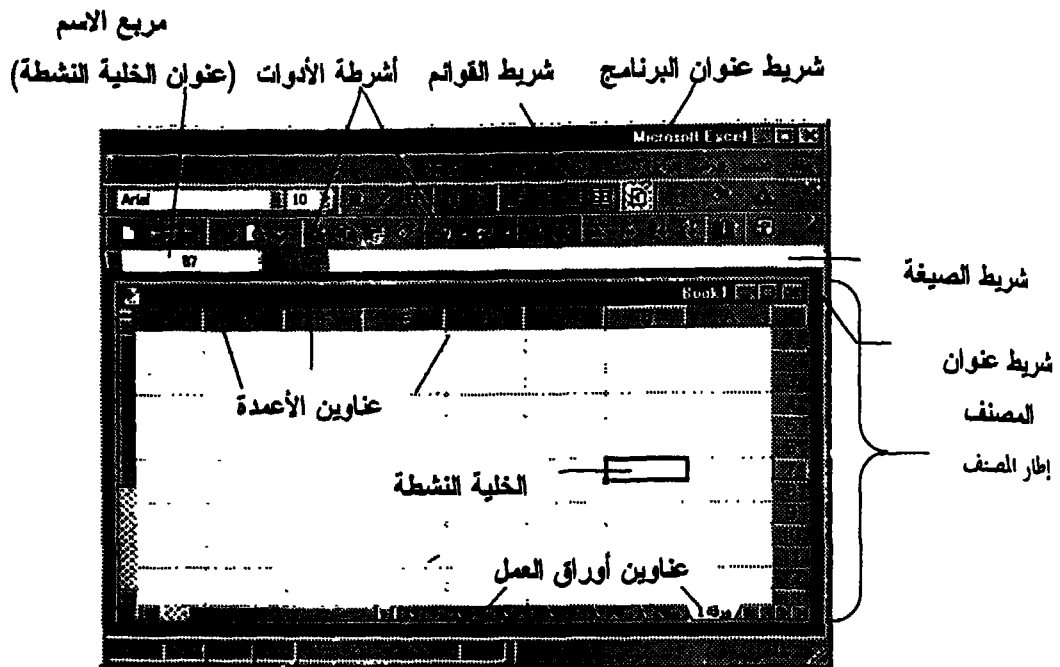 مربع الاسم
شريط عنوان البرنامج
شريط القوائم
أشرطة الأدوات
(عنوان الخلية النشطة)
Microsoft Excel
Arial
10
B7
شريط الصيغة
Book1
شريط عنوان
المصنف
إطار المصنف
عناوين الأعمدة
الخلية النشطة
عناوين أوراق العمل